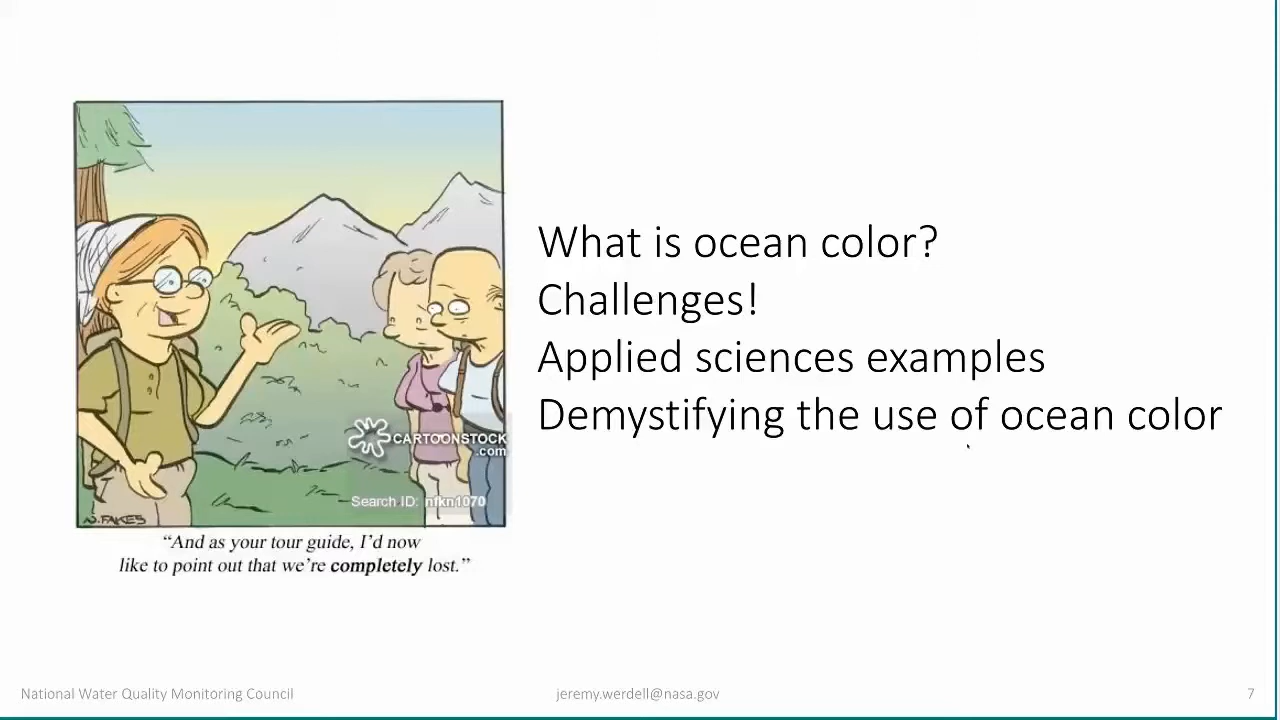 What is ocean color?
Challenges!
Applied sciences examples
Demystifying the use of ocean color
CARTOONSTOCK
.com
Search ID: nfkn1070
N.FAKES
“And as your tour guide, I’d now
like to point out that we’re completely lost.”
National Water Quality Monitoring Council
jeremy.werdell@nasa.gov
7